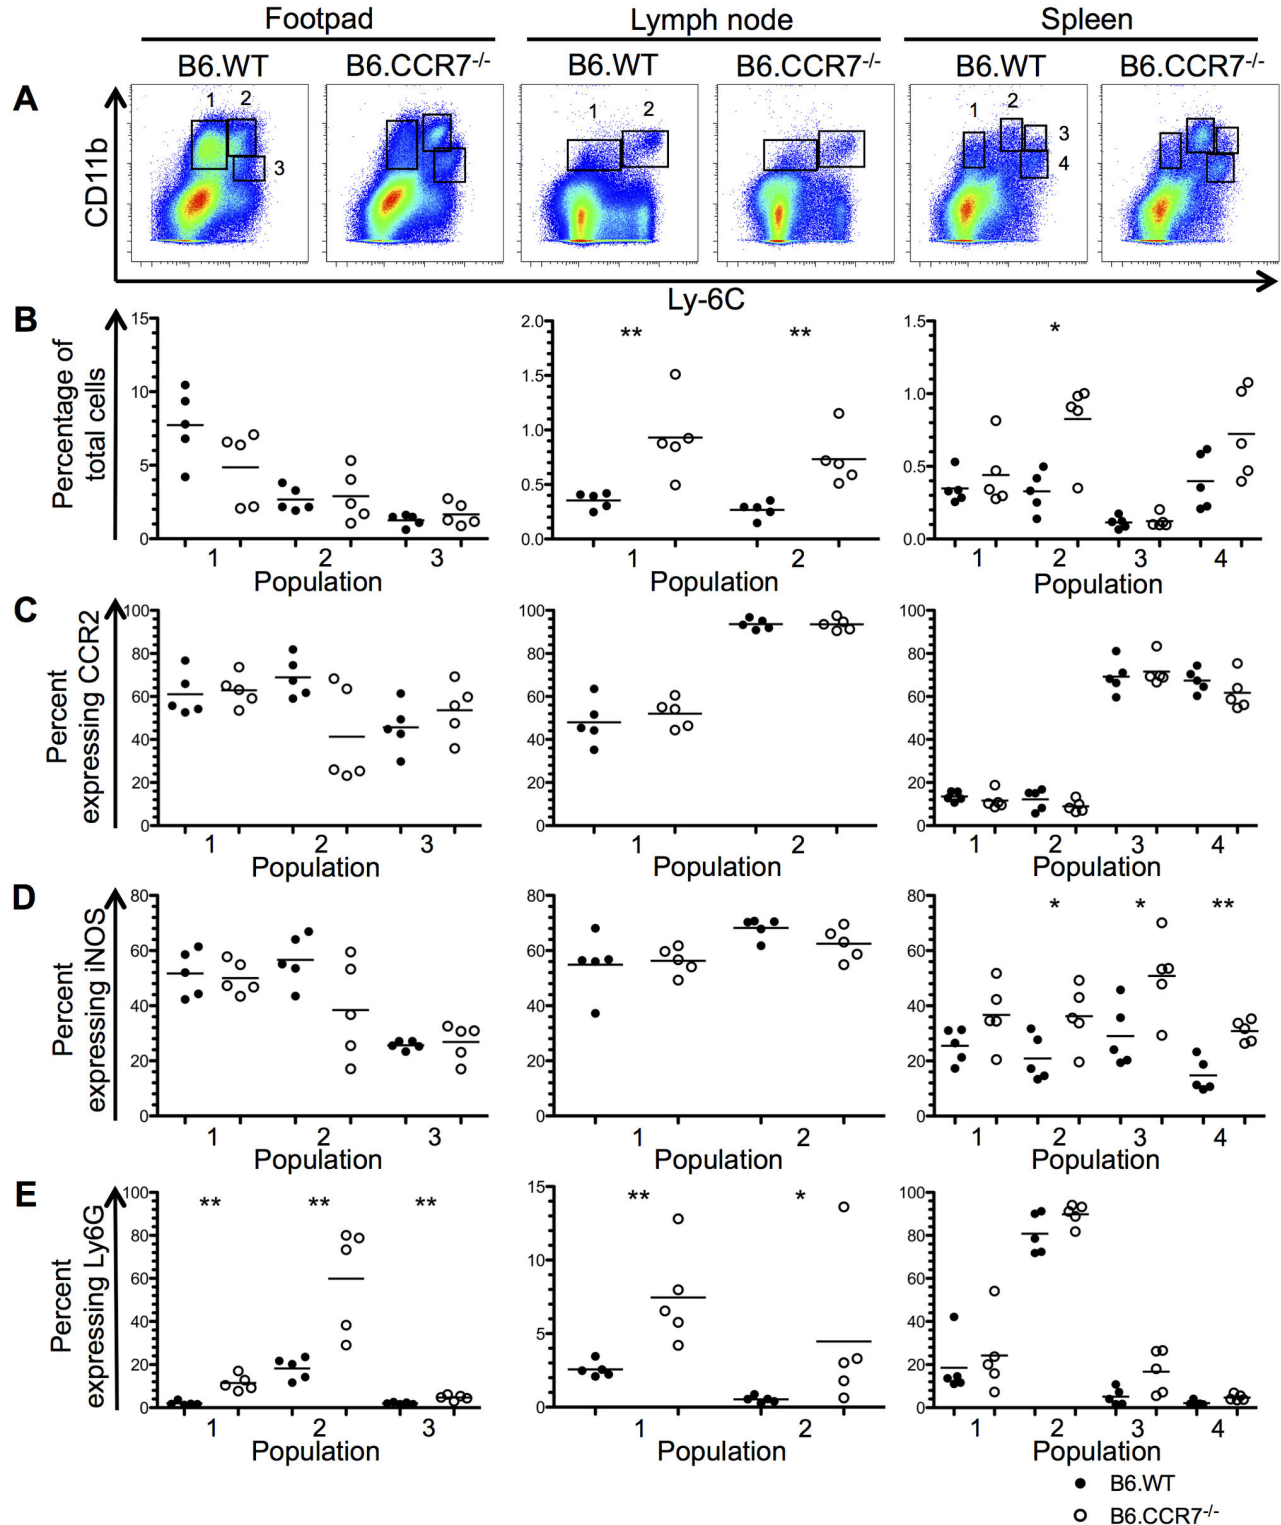 Footpad Lymph node Spleen
B6.WT B6.CCR7-/- B6.WT B6.CCR7-/- B6.WT B6.CCR7-/-
A
CD11b
1 2 3
1 2
1 2 3 4
Ly-6C
B
Percentage of
total cells
15
10
5
0
1 2 3
Population
2.0
1.5
1.0
0.5
0.0
** **
1 2
Population
1.5
1.0
0.5
0.0
*
1 2 3 4
Population
C
Percent
expressing CCR2
100
80
60
40
20
0
1 2 3
Population
100
80
60
40
20
0
1 2
Population
100
80
60
40
20
0
1 2 3 4
Population
D
Percent
expressing iNOS
80
60
40
20
0
1 2 3
Population
80
60
40
20
0
1 2
Population
80
60
40
20
0
* * **
1 2 3 4
Population
E
Percent
expressing Ly6G
100
80
60
40
20
0
** ** **
1 2 3
Population
15
10
5
0
** *
1 2
Population
100
80
60
40
20
0
1 2 3 4
Population
B6.WT
B6.CCR7-/-